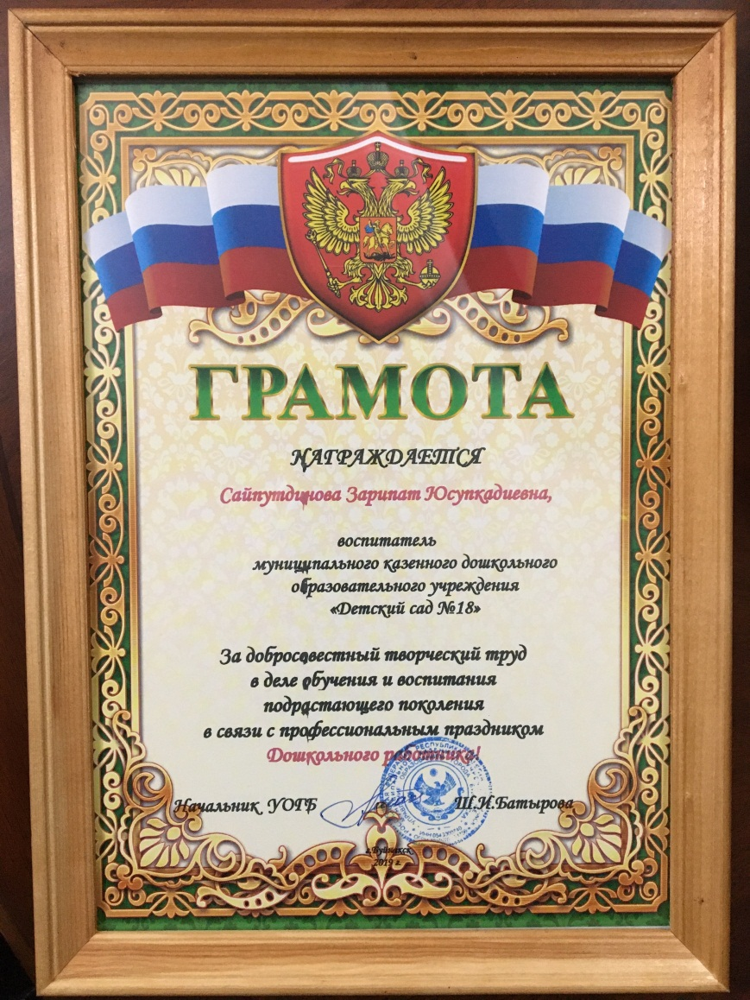 ГРАМОТА
НАГРАЖДАЕТСЯ
Сайпутдинова Зарипат Юсупкадиевна,
воспитатель
муниципального казенного дошкольного
образовательного учреждения
«Детский сад №18»
За добросовестный творческий труд
в деле обучения и воспитания
подрастающего поколения
в связи с профессиональным праздником
Дошкольного работника!
Начальник УОГБ Ш.И.Батырова
г.Буйнакск
2019 г.